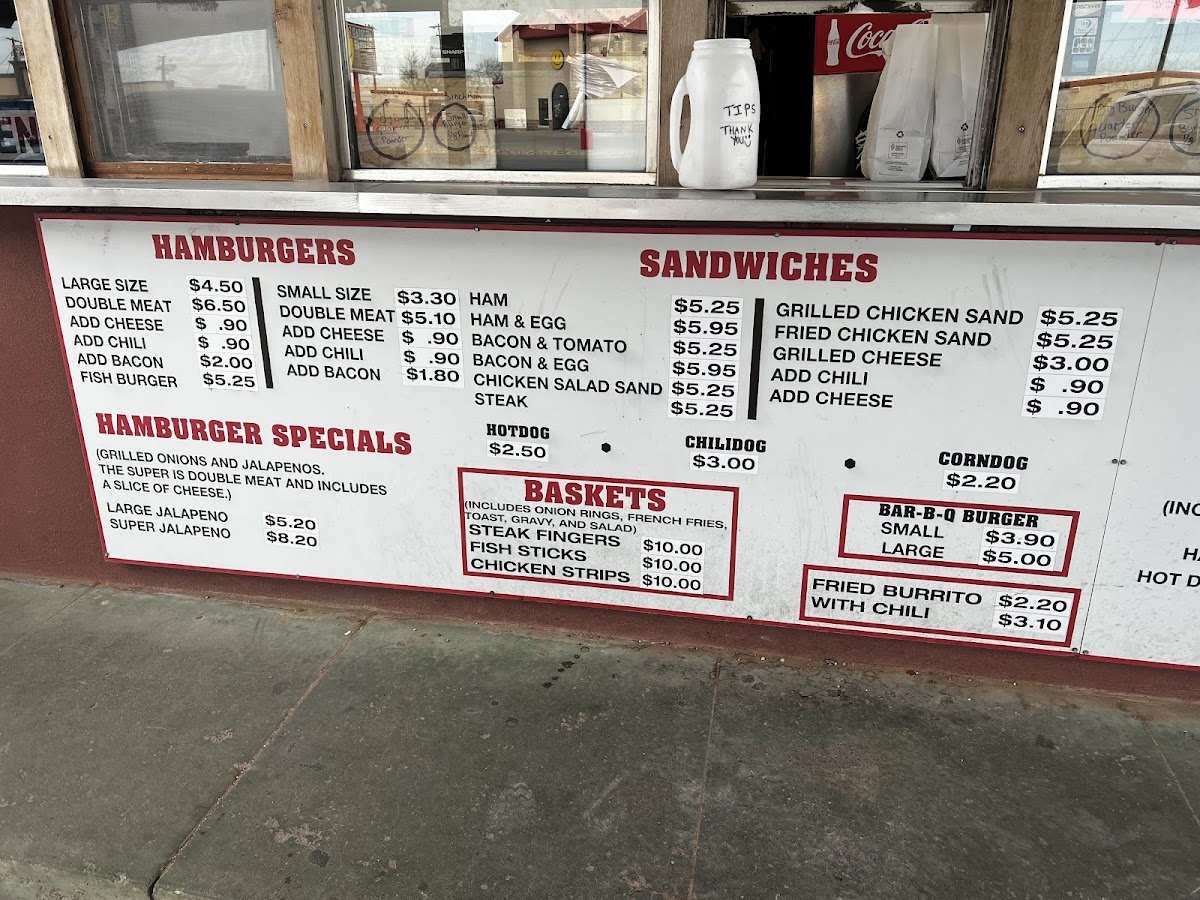 Coca
TIPS
THANK
YOU
HAMBURGERS
LARGE SIZE $4.50
DOUBLE MEAT $6.50
ADD CHEESE $ .90
ADD CHILI $ .90
ADD BACON $2.00
FISH BURGER $5.25
SMALL SIZE $3.30
DOUBLE MEAT $5.10
ADD CHEESE $ .90
ADD CHILI $ .90
ADD BACON $1.80
SANDWICHES
HAM $5.25
HAM & EGG $5.95
BACON & TOMATO $5.25
BACON & EGG $5.95
CHICKEN SALAD SAND $5.25
STEAK $5.25
GRILLED CHICKEN SAND $5.25
FRIED CHICKEN SAND $5.25
GRILLED CHEESE $3.00
ADD CHILI $ .90
ADD CHEESE $ .90
HAMBURGER SPECIALS
(GRILLED ONIONS AND JALAPENOS.
THE SUPER IS DOUBLE MEAT AND INCLUDES
A SLICE OF CHEESE.)
LARGE JALAPENO $5.20
SUPER JALAPENO $8.20
HOTDOG
$2.50
CHILIDOG
$3.00
CORNDOG
$2.20
BASKETS
(INCLUDES ONION RINGS, FRENCH FRIES,
TOAST, GRAVY, AND SALAD)
STEAK FINGERS $10.00
FISH STICKS $10.00
CHICKEN STRIPS $10.00
BAR-B-Q BURGER
SMALL $3.90
LARGE $5.00
FRIED BURRITO $2.20
WITH CHILI $3.10
HOT D